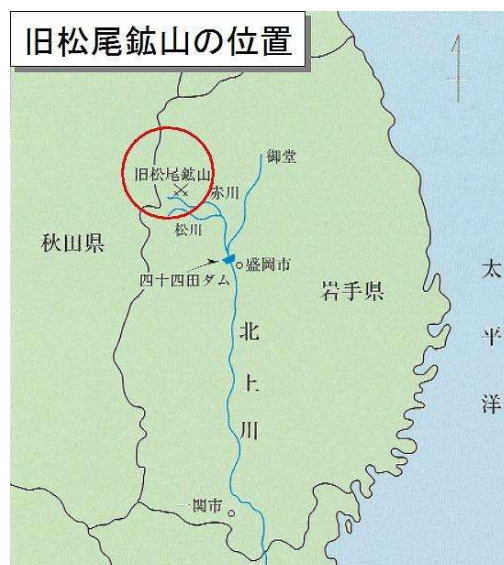 旧松尾鉱山の位置
御堂
旧松尾鉱山
赤川
松川
秋田県
四十四田ダム
盛岡市
岩手県
太平洋
北上川
一関市